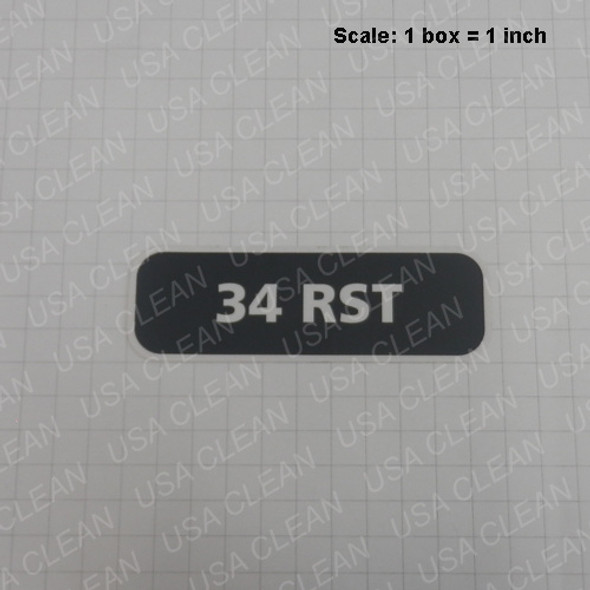 Scale: 1 box = 1 inch
34 RST
USA CLEAN